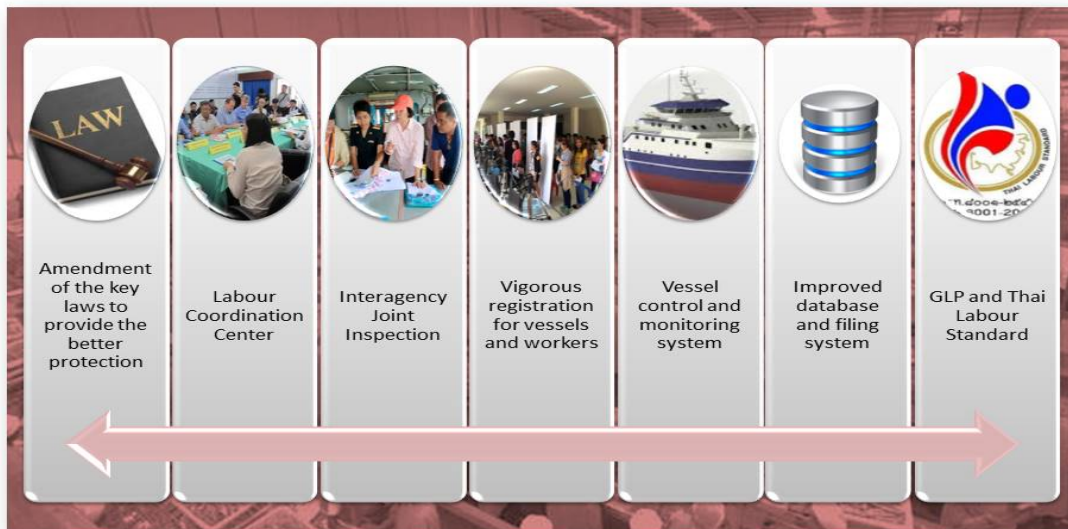 LAW
Amendment
of the key
laws to
provide the
better
protection
Labour
Coordination
Center
Interagency
Joint
Inspection
Vigorous
registration
for vessels
and workers
Vessel
control and
monitoring
system
Improved
database
and filing
system
THAI LABOUR STANDARD
GLP and Thai
Labour
Standard